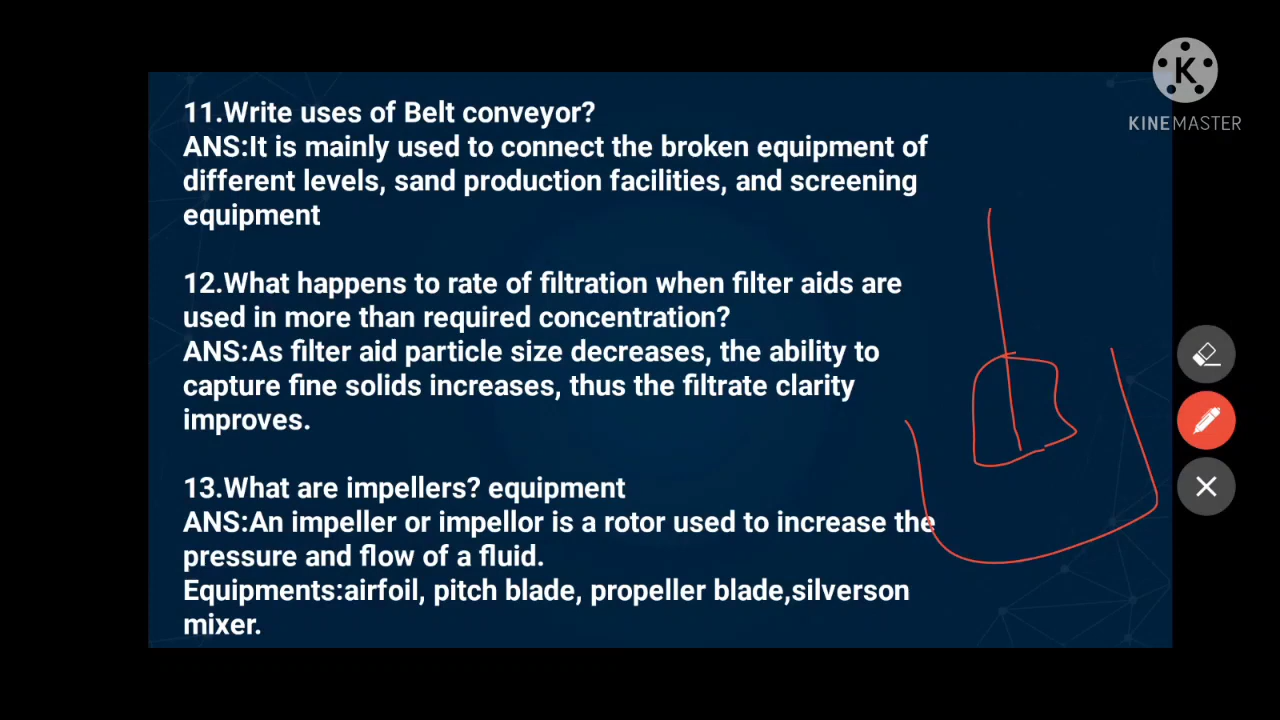 K
KINEMASTER
11.Write uses of Belt conveyor?
ANS:It is mainly used to connect the broken equipment of
different levels, sand production facilities, and screening
equipment
12.What happens to rate of filtration when filter aids are
used in more than required concentration?
ANS:As filter aid particle size decreases, the ability to
capture fine solids increases, thus the filtrate clarity
improves.
13.What are impellers? equipment
ANS:An impeller or impellor is a rotor used to increase the
pressure and flow of a fluid.
Equipments:airfoil, pitch blade, propeller blade,silverson
mixer.